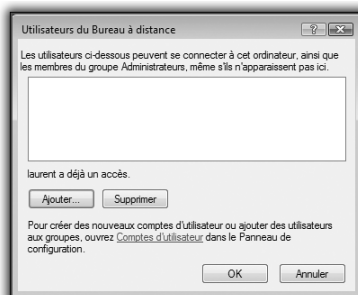 Utilisateurs du Bureau à distance
Les utilisateurs ci-dessous peuvent se connecter à cet ordinateur, ainsi que
les membres du groupe Administrateurs, même s'ils n'apparaissent pas ici.
laurent a déjà un accès.
Ajouter... Supprimer
Pour créer des nouveaux comptes d'utilisateur ou ajouter des utilisateurs
aux groupes, ouvrez Comptes d'utilisateur dans le Panneau de
configuration.
OK Annuler